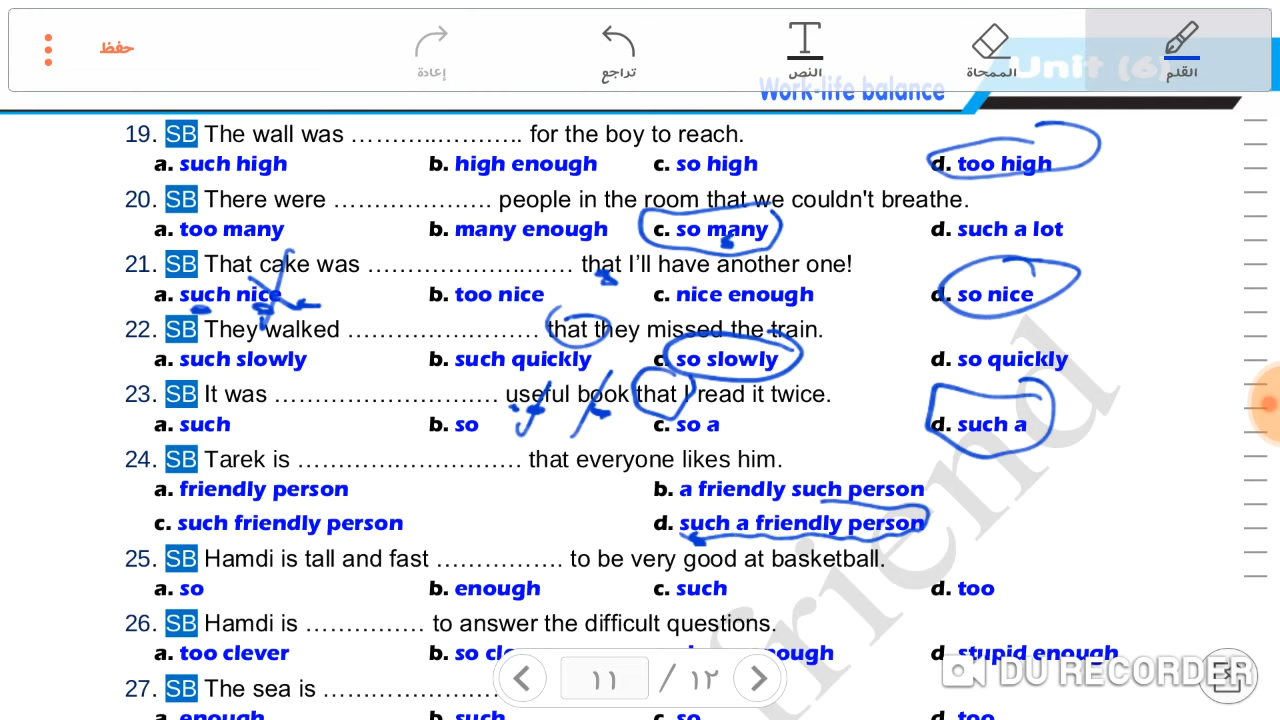 حفظ
إعادة
تراجع
النص
الممحاة
القلم
Unit (6)
Work-life balance
19. SB The wall was ………..……….. for the boy to reach.
a. such high b. high enough c. so high d. too high
20. SB There were …………………. people in the room that we couldn't breathe.
a. too many b. many enough c. so many d. such a lot
21. SB That cake was ………………..……. that I'll have another one!
a. such nice b. too nice c. nice enough d. so nice
22. SB They walked ……………………… that they missed the train.
a. such slowly b. such quickly c. so slowly d. so quickly
23. SB It was ………………………… useful book that I read it twice.
a. such b. so c. so a d. such a
24. SB Tarek is ………………………… that everyone likes him.
a. friendly person b. a friendly such person
c. such friendly person d. such a friendly person
25. SB Hamdi is tall and fast ……………. to be very good at basketball.
a. so b. enough c. such d. too
26. SB Hamdi is …………… to answer the difficult questions.
a. too clever b. so d. stupid enough
27. SB The sea is ………………
a. enough b. such c. so d. too
١١ / ١٢
DU RECORDER
friend